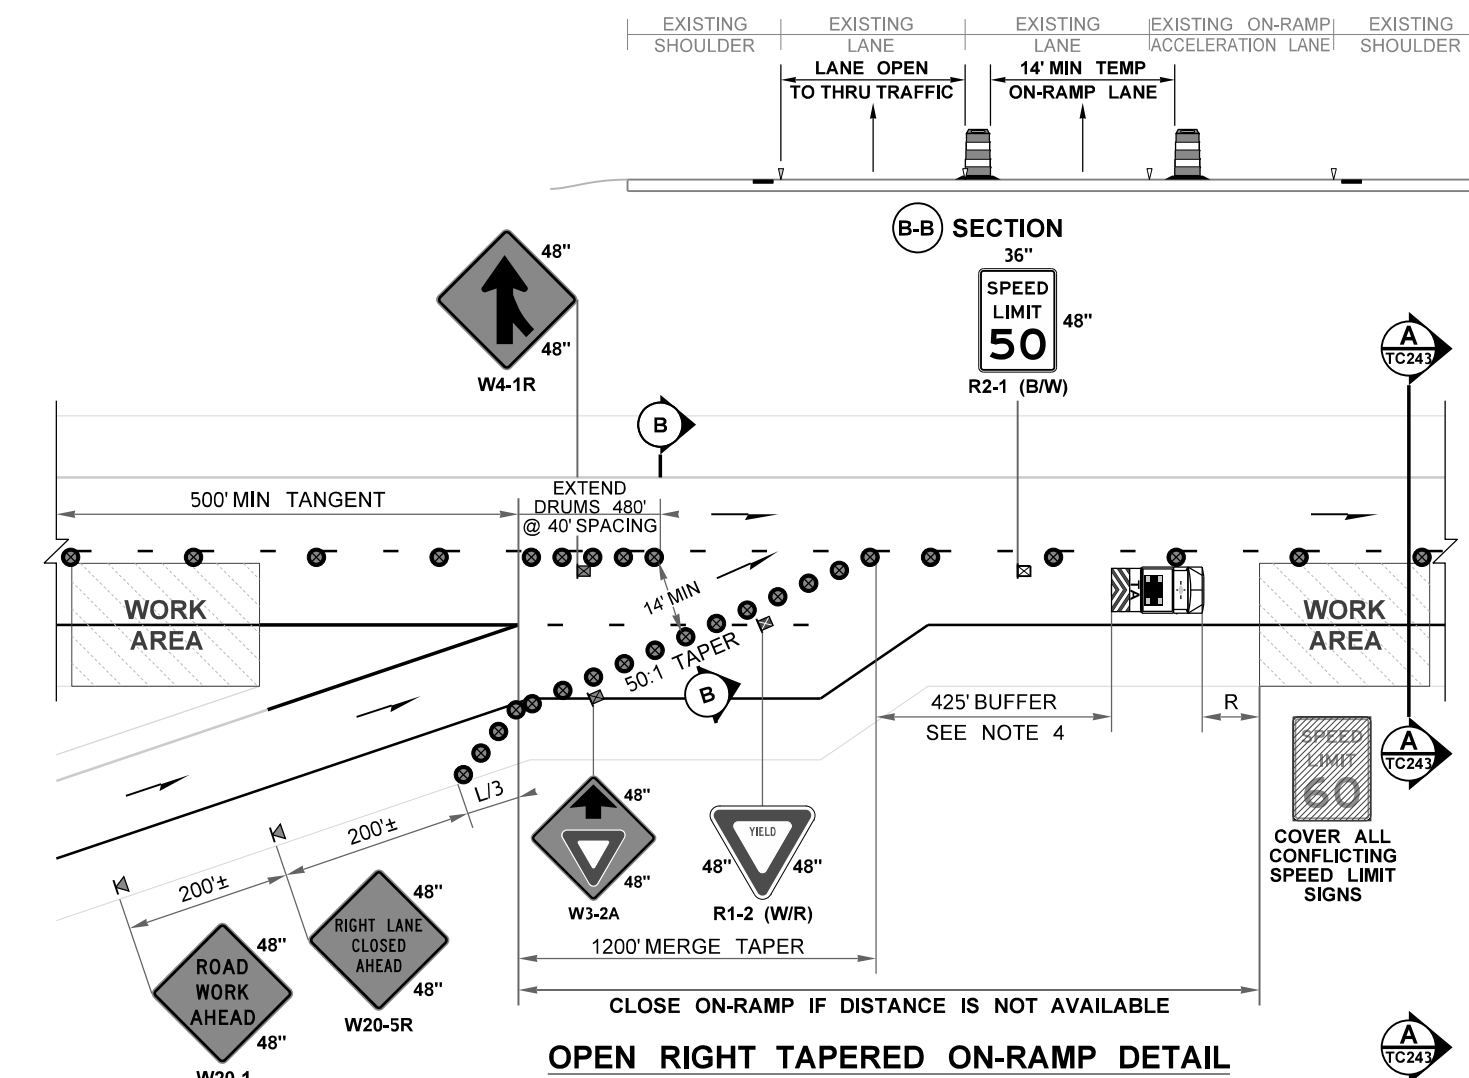 EXISTING
SHOULDER
EXISTING
LANE
EXISTING
LANE
EXISTING ON-RAMP
ACCELERATION LANE
EXISTING
SHOULDER
LANE OPEN
TO THRU TRAFFIC
14' MIN TEMP
ON-RAMP LANE
B-B SECTION
48"
48"
W4-1R
36"
SPEED
LIMIT
50
48"
R2-1 (B/W)
A
TC243
B
500' MIN TANGENT
EXTEND
DRUMS 480'
@ 40' SPACING
WORK
AREA
14' MIN
50:1 TAPER
B
TA
WORK
AREA
425' BUFFER
SEE NOTE 4
R
A
TC243
SPEED
LIMIT
60
COVER ALL
CONFLICTING
SPEED LIMIT
SIGNS
L/3
200'±
200'±
48"
48"
W3-2A
YIELD
48"
48"
R1-2 (W/R)
RIGHT LANE
CLOSED
AHEAD
48"
48"
W20-5R
ROAD
WORK
AHEAD
48"
48"
W20-1
1200' MERGE TAPER
CLOSE ON-RAMP IF DISTANCE IS NOT AVAILABLE
OPEN RIGHT TAPERED ON-RAMP DETAIL
A
TC243